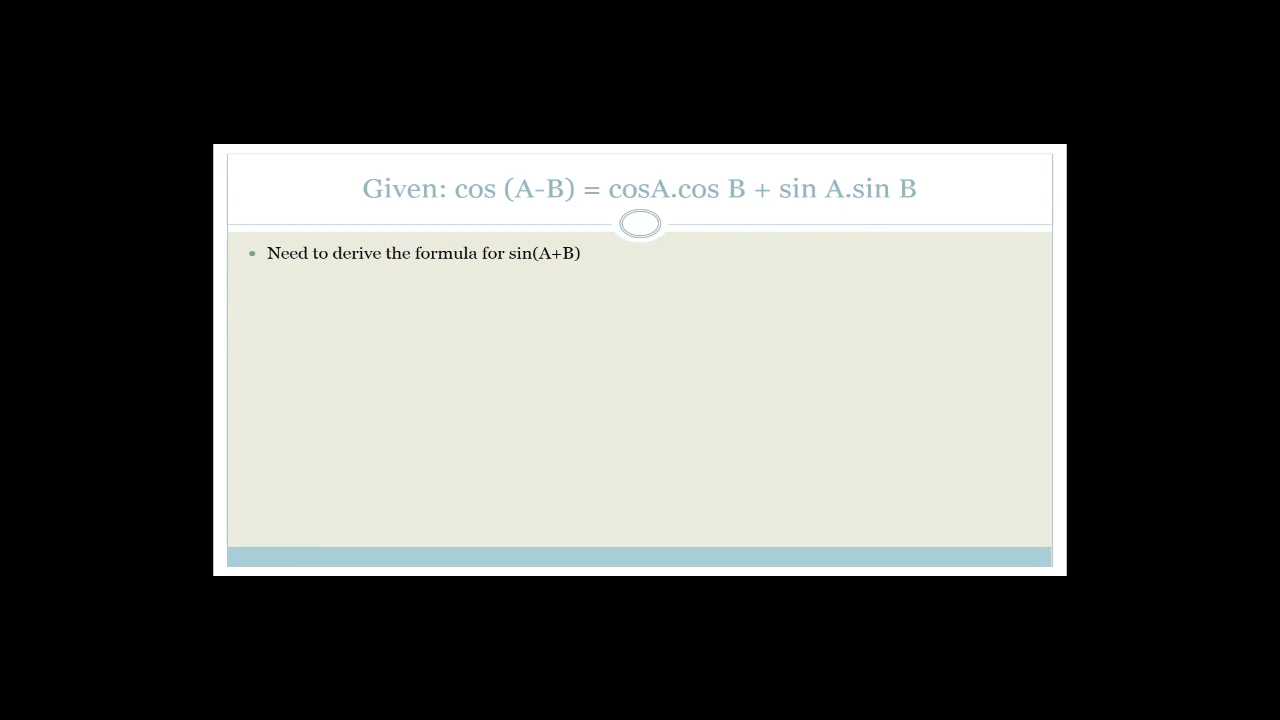 Given: cos (A-B) = cosA.cos B + sin A.sin B
Need to derive the formula for sin(A+B)